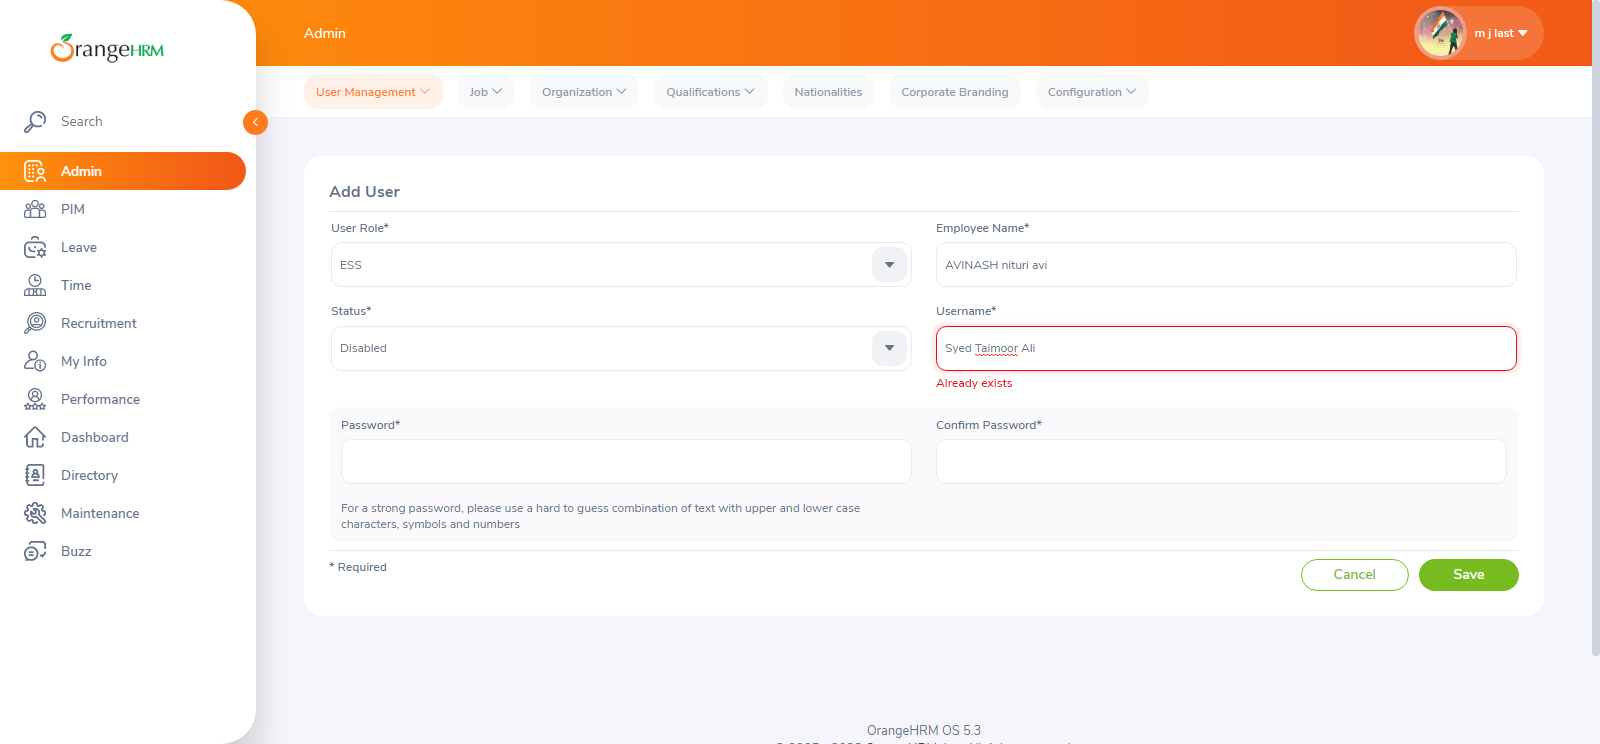 OrangeHRM
Admin
m j last
User Management
Job
Organization
Qualifications
Nationalities
Corporate Branding
Configuration
Search
Admin
PIM
Leave
Time
Recruitment
My Info
Performance
Dashboard
Directory
Maintenance
Buzz
Add User
User Role*
Employee Name*
ESS
AVINASH nituri avi
Status*
Username*
Disabled
Syed Taimoor Ali
Already exists
Password*
Confirm Password*
For a strong password, please use a hard to guess combination of text with upper and lower case
characters, symbols and numbers
* Required
Cancel
Save
OrangeHRM OS 5.3